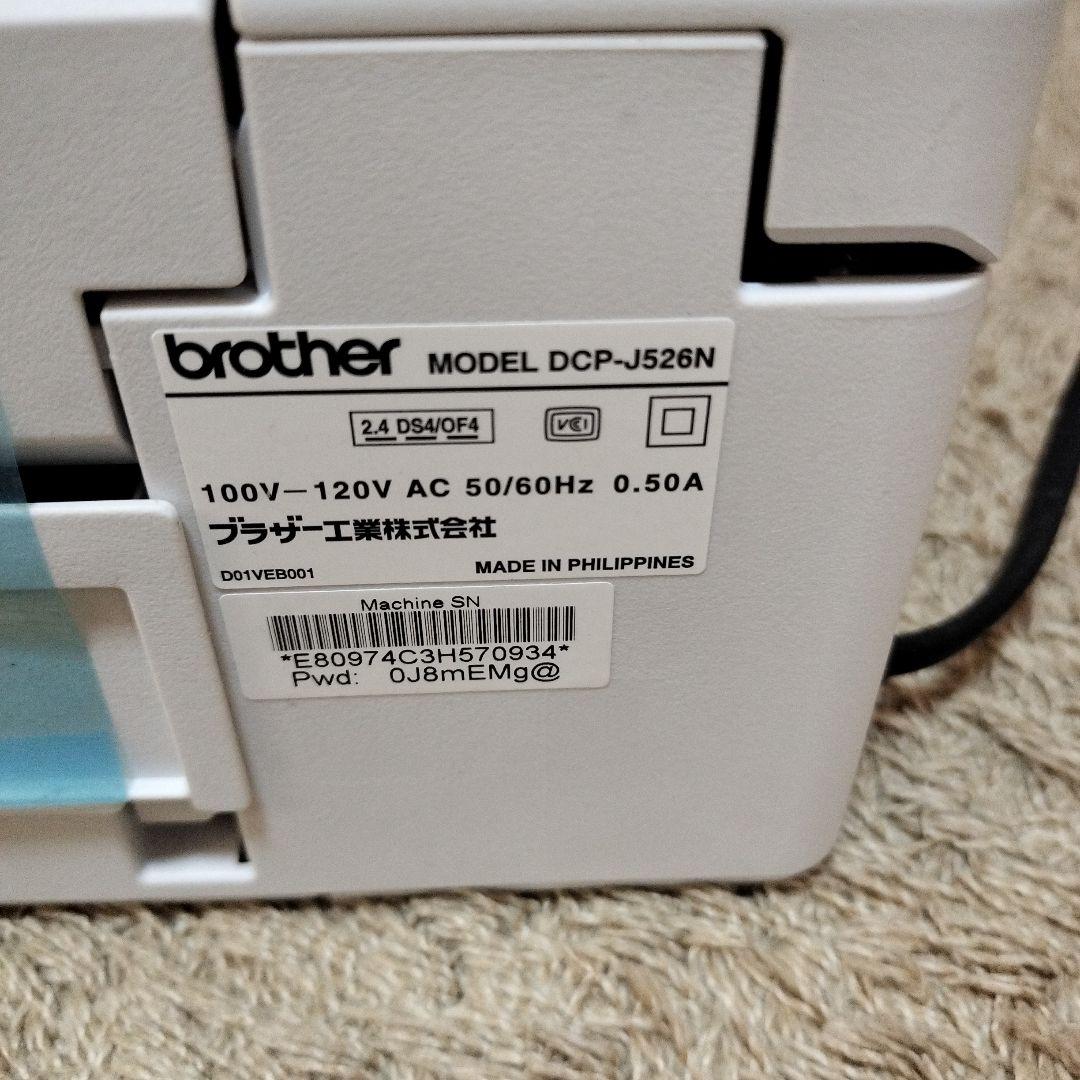 brother MODEL DCP-J526N
2.4 DS4/OF4 VCI
100V－120V AC 50/60Hz 0.50A
ブラザー工業株式会社
D01VEB001 MADE IN PHILIPPINES
Machine SN
*E80974C3H570934*
Pwd: 0J8mEMg@